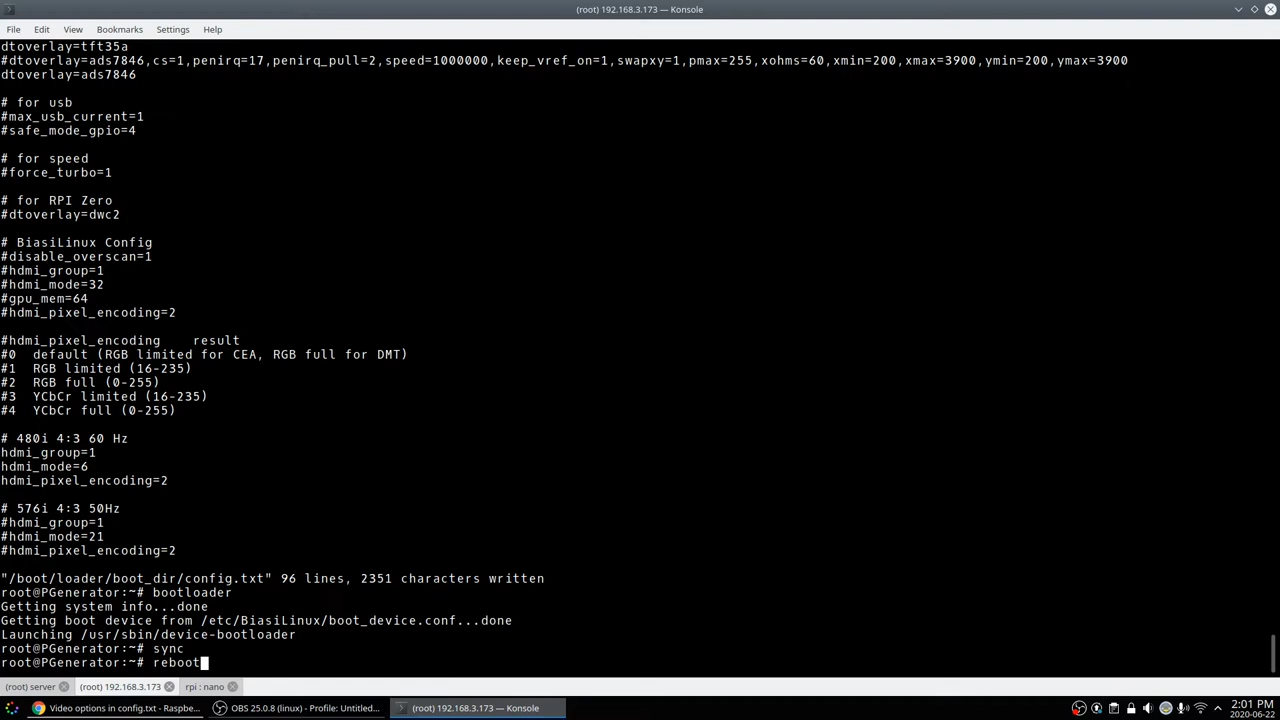 (root) 192.168.3.173 — Konsole
File Edit View Bookmarks Settings Help
dtoverlay=tft35a
#dtoverlay=ads7846,cs=1,penirq=17,penirq_pull=2,speed=1000000,keep_vref_on=1,swapxy=1,pmax=255,xohms=60,xmin=200,xmax=3900,ymin=200,ymax=3900
dtoverlay=ads7846
# for usb
#max_usb_current=1
#safe_mode_gpio=4
# for speed
#force_turbo=1
# for RPI Zero
#dtoverlay=dwc2
# BiasiLinux Config
#disable_overscan=1
#hdmi_group=1
#hdmi_mode=32
#gpu_mem=64
#hdmi_pixel_encoding=2
#hdmi_pixel_encoding    result
#0  default (RGB limited for CEA, RGB full for DMT)
#1  RGB limited (16-235)
#2  RGB full (0-255)
#3  YCbCr limited (16-235)
#4  YCbCr full (0-255)
# 480i 4:3 60 Hz
hdmi_group=1
hdmi_mode=6
hdmi_pixel_encoding=2
# 576i 4:3 50Hz
#hdmi_group=1
#hdmi_mode=21
#hdmi_pixel_encoding=2
"/boot/loader/boot_dir/config.txt" 96 lines, 2351 characters written
root@PGenerator:~# bootloader
Getting system info...done
Getting boot device from /etc/BiasiLinux/boot_device.conf...done
Launching /usr/sbin/device-bootloader
root@PGenerator:~# sync
root@PGenerator:~# reboot
(root) server (root) 192.168.3.173 rpi : nano
Video options in config.txt - Raspbe... OBS 25.0.8 (linux) - Profile: Untitled... (root) 192.168.3.173 — Konsole 2:01 PM
2020-06-22